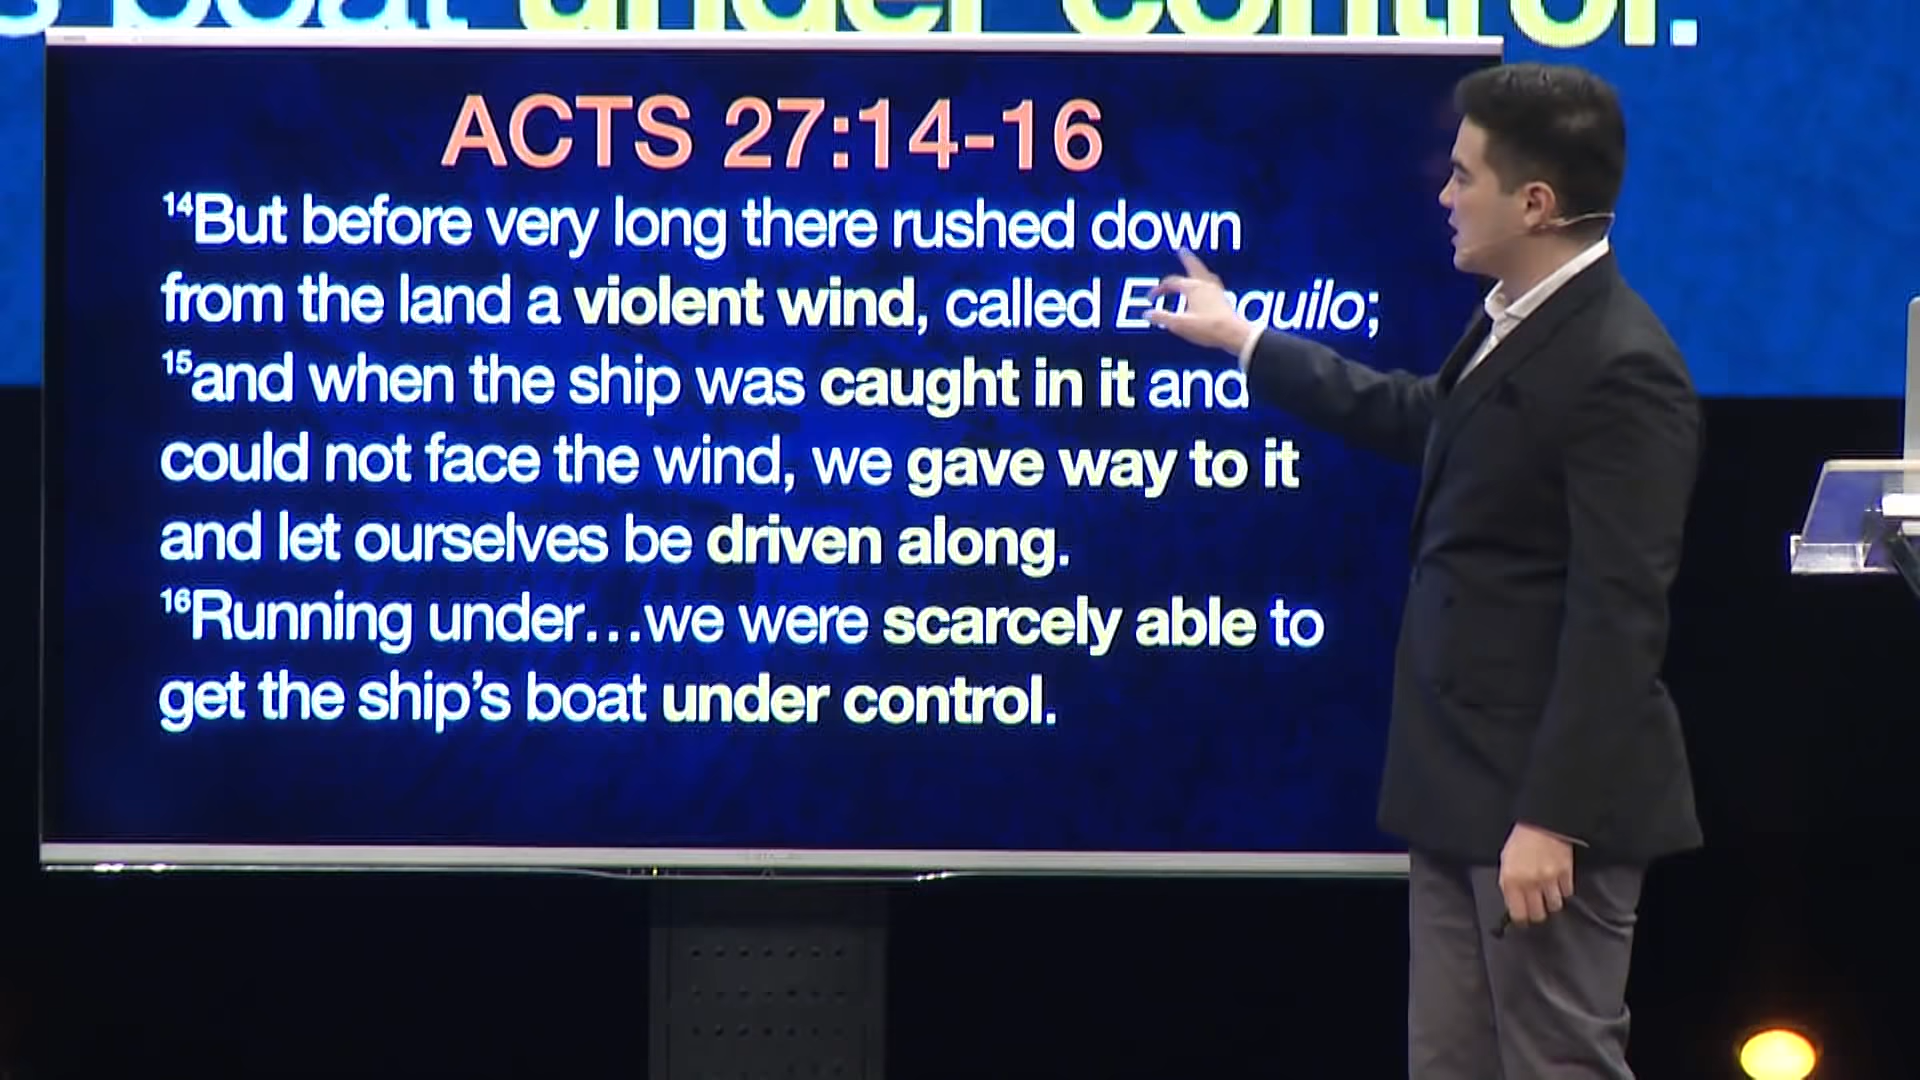 boat under control.
ACTS 27:14-16
14But before very long there rushed down
from the land a violent wind, called
15and when the ship was caught in it and
could not face the wind, we gave way to it
and let ourselves be driven along.
16Running under…we were scarcely able to
get the ship’s boat under control.